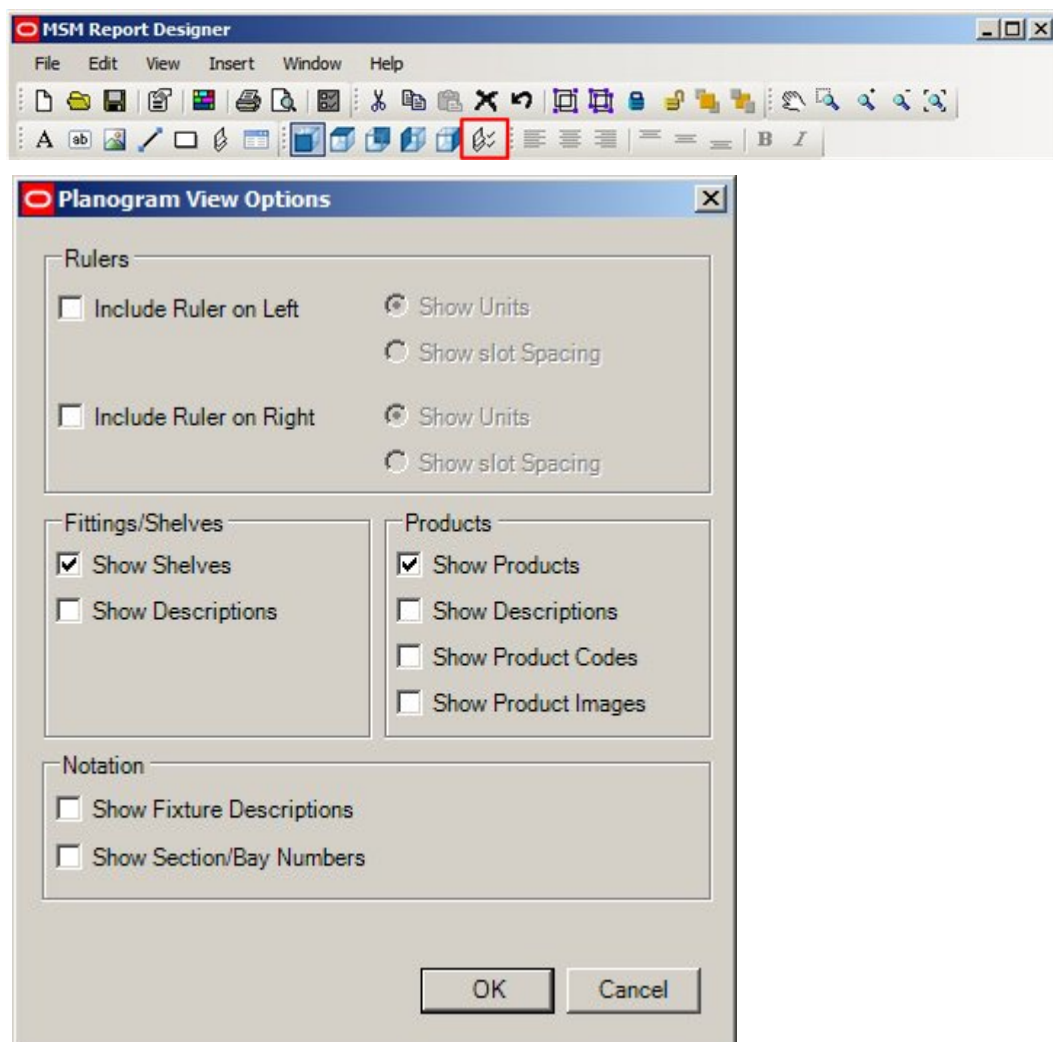 MSM Report Designer
File Edit View Insert Window Help
A ab B I
Planogram View Options
Rulers
Include Ruler on Left Show Units
Show slot Spacing
Include Ruler on Right Show Units
Show slot Spacing
Fittings/Shelves Products
Show Shelves Show Products
Show Descriptions Show Descriptions
Show Product Codes
Show Product Images
Notation
Show Fixture Descriptions
Show Section/Bay Numbers
OK Cancel